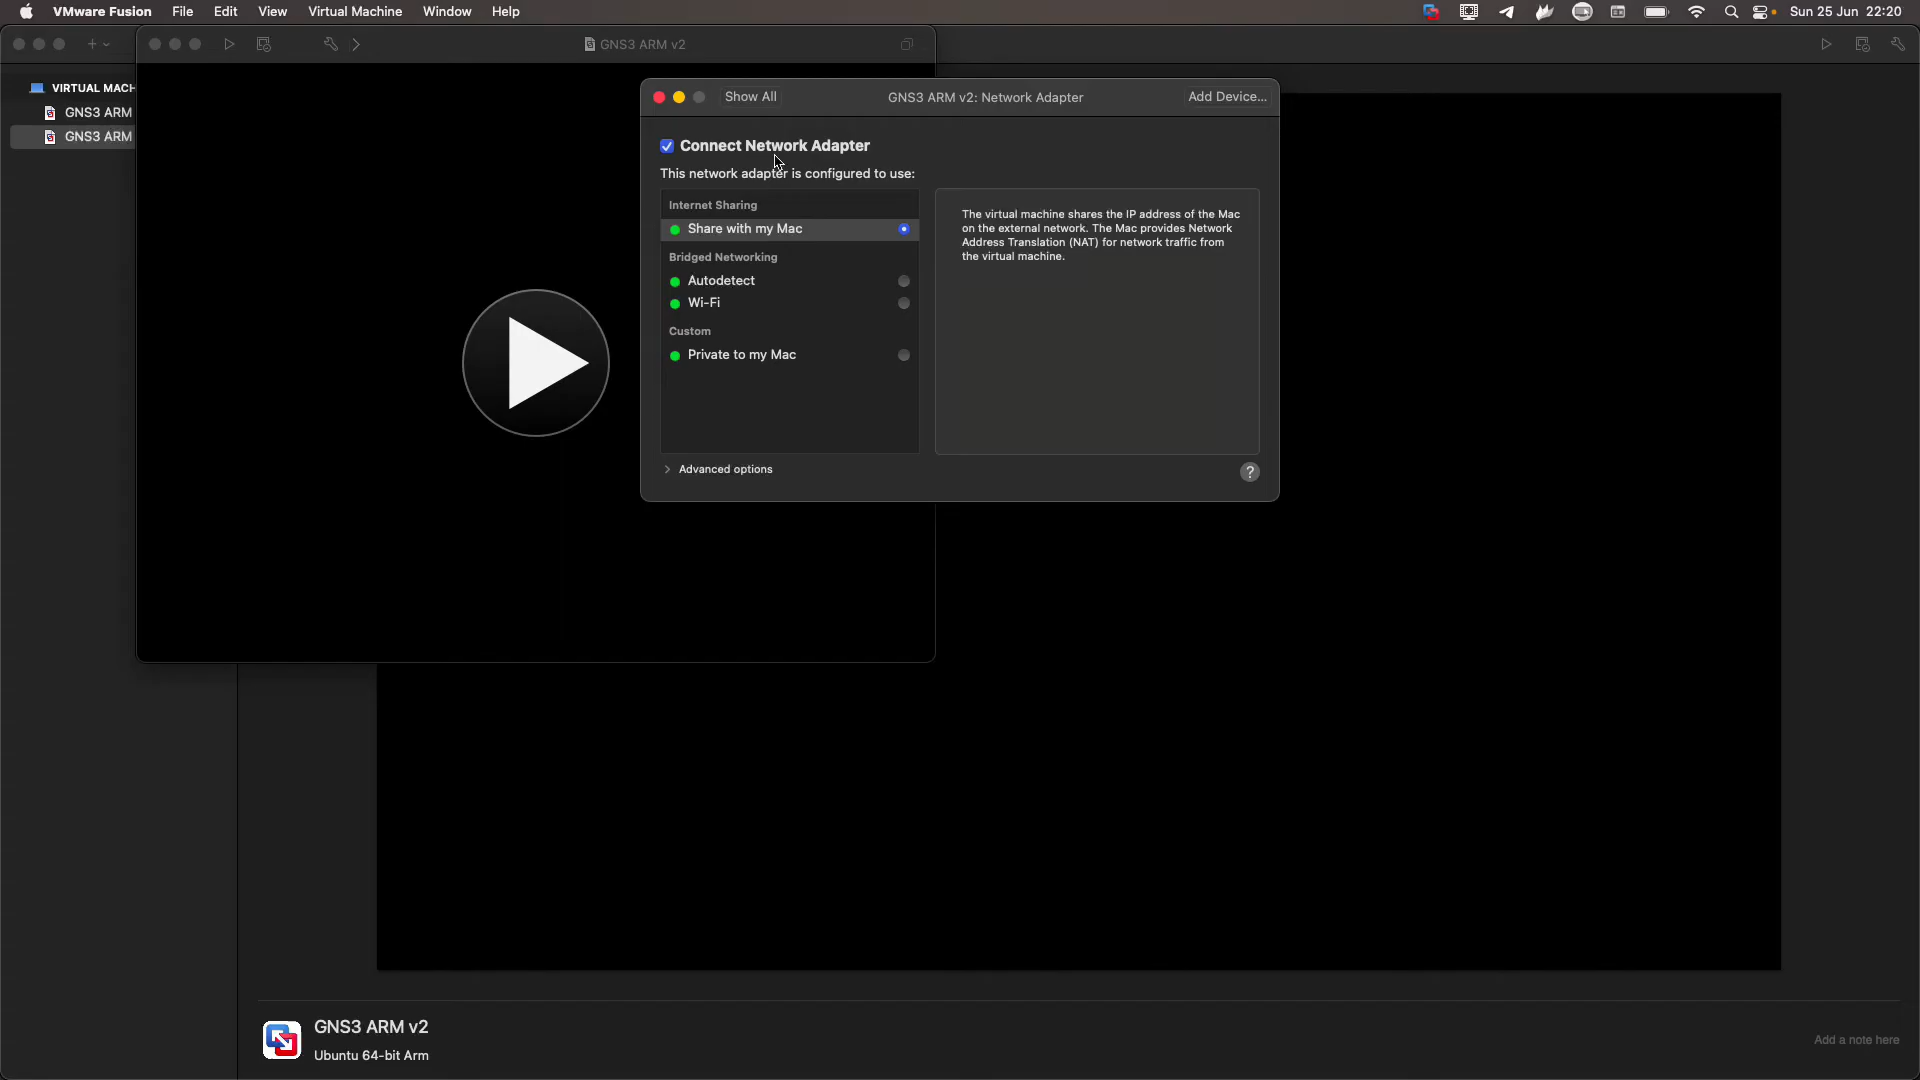 VMware Fusion File Edit View Virtual Machine Window Help Sun 25 Jun 22:20
GNS3 ARM v2
VIRTUAL MACH
GNS3 ARM
GNS3 ARM
Show All GNS3 ARM v2: Network Adapter Add Device...
Connect Network Adapter
This network adapter is configured to use:
Internet Sharing
Share with my Mac
Bridged Networking
Autodetect
Wi-Fi
Custom
Private to my Mac
The virtual machine shares the IP address of the Mac
on the external network. The Mac provides Network
Address Translation (NAT) for network traffic from
the virtual machine.
Advanced options ?
GNS3 ARM v2
Ubuntu 64-bit Arm
Add a note here